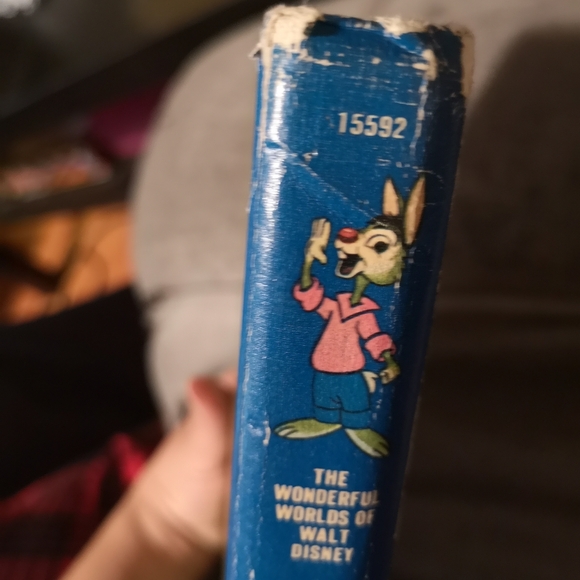 15592
THE
WONDERFUL
WORLDS OF
WALT
DISNEY